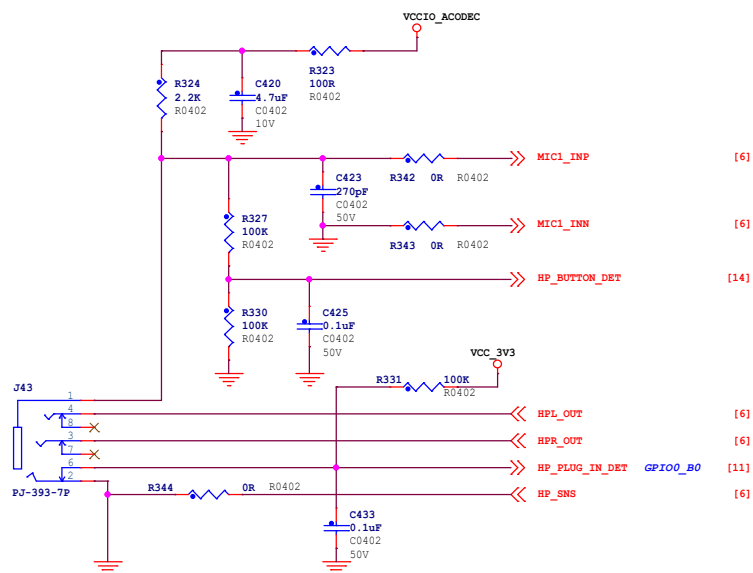 VCCIO_ACODEC
R324
2.2K
R0402
C420
4.7uF
C0402
10V
R323
100R
R0402
MIC1_INP [6]
R342 0R R0402
C423
270pF
C0402
50V
R327
100K
R0402
MIC1_INN [6]
R343 0R R0402
HP_BUTTON_DET [14]
R330
100K
R0402
C425
0.1uF
C0402
50V
VCC_3V3
R331 100K
R0402
J43
1
4
8
3
7
6
2
PJ-393-7P
HPL_OUT [6]
HPR_OUT [6]
HP_PLUG_IN_DET GPIO0_B0 [11]
R344 0R R0402
HP_SNS [6]
C433
0.1uF
C0402
50V